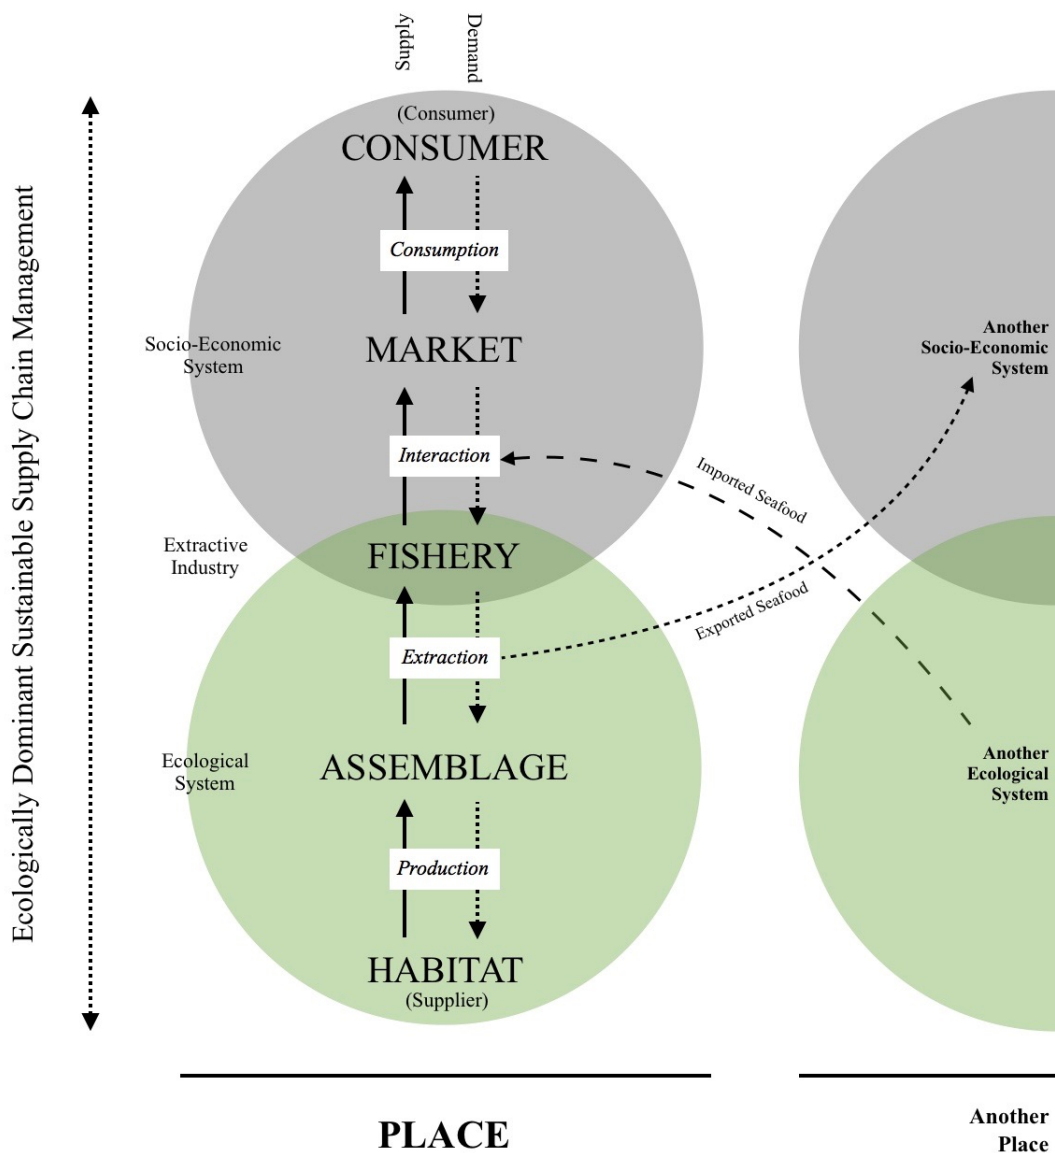 Supply
Demand
Ecologically Dominant Sustainable Supply Chain Management
(Consumer)
CONSUMER
Consumption
Socio-Economic
System
MARKET
Another
Socio-Economic
System
Interaction
Imported Seafood
Extractive
Industry
FISHERY
Exported Seafood
Extraction
Ecological
System
ASSEMBLAGE
Another
Ecological
System
Production
HABITAT
(Supplier)
PLACE
Another
Place